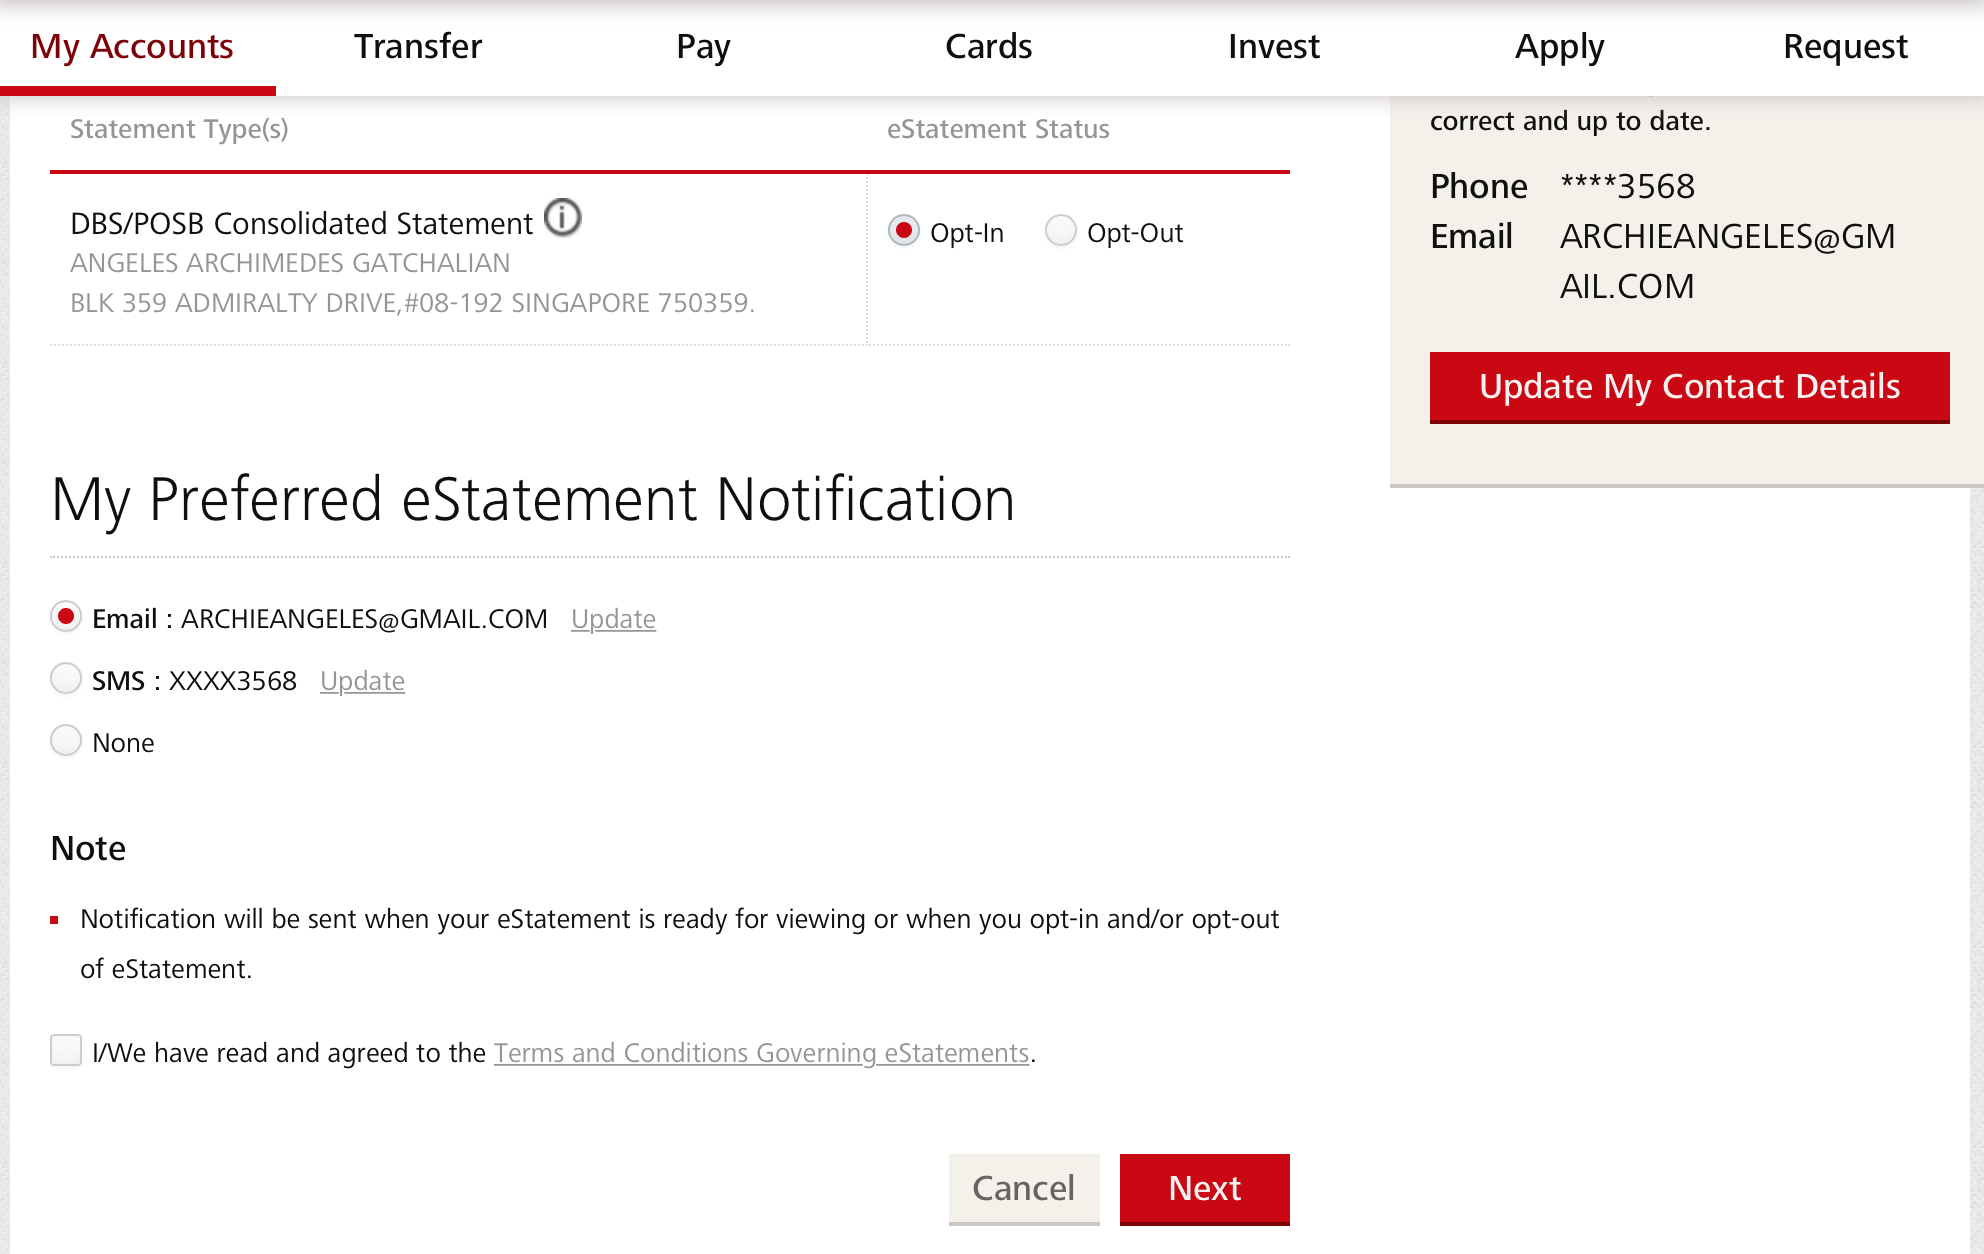 My Accounts Transfer Pay Cards Invest Apply Request
Statement Type(s) eStatement Status
DBS/POSB Consolidated Statement
ANGELES ARCHIMEDES GATCHALIAN
BLK 359 ADMIRALTY DRIVE,#08-192 SINGAPORE 750359.
Opt-In Opt-Out
correct and up to date.
Phone ****3568
Email ARCHIEANGELES@GM
AIL.COM
Update My Contact Details
My Preferred eStatement Notification
Email : ARCHIEANGELES@GMAIL.COM Update
SMS : XXXX3568 Update
None
Note
Notification will be sent when your eStatement is ready for viewing or when you opt-in and/or opt-out
of eStatement.
I/We have read and agreed to the Terms and Conditions Governing eStatements.
Cancel Next